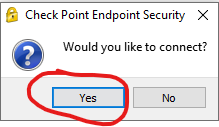 Check Point Endpoint Security
Would you like to connect?
Yes
No